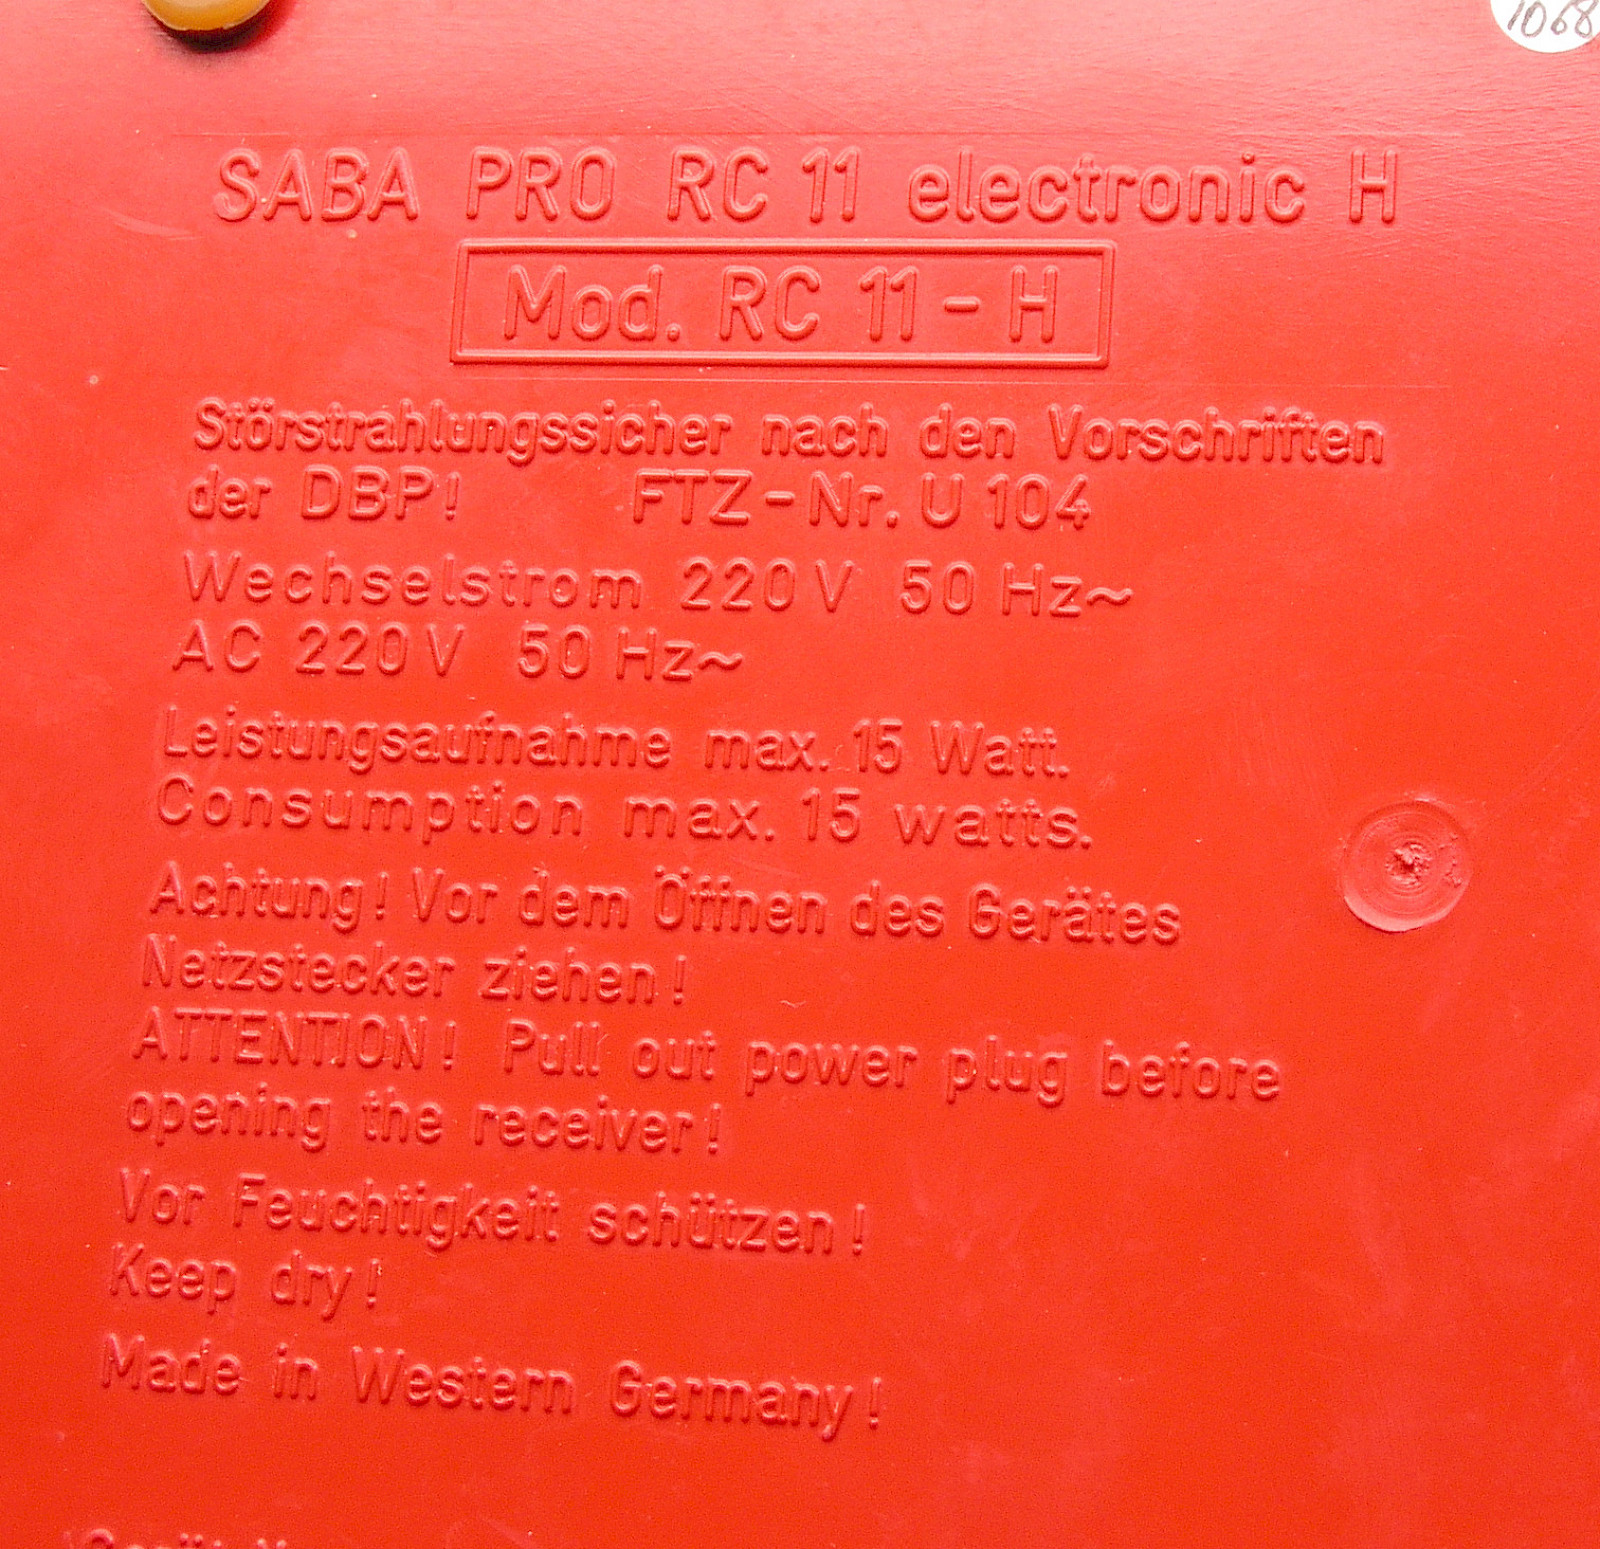 1068
SABA PRO RC 11 electronic H
Mod. RC 11 - H
Störstrahlungssicher nach den Vorschriften
der DBP! FTZ-Nr. U 104
Wechselstrom 220 V 50 Hz~
AC 220 V 50 Hz~
Leistungsaufnahme max. 15 Watt.
Consumption max. 15 watts.
Achtung! Vor dem Öffnen des Gerätes
Netzstecker ziehen!
ATTENTION! Pull out power plug before
opening the receiver!
Vor Feuchtigkeit schützen!
Keep dry!
Made in Western Germany!